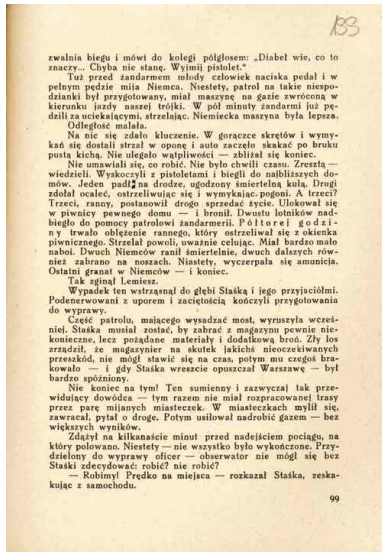 133
zwalnia biegu i mówi do kolegi półgłosem: „Diabeł wie, co to
znaczy... Chyba nie stanę. Wyjmij pistolet."
Tuż przed żandarmem młody człowiek naciska pedał i w
pełnym pędzie mija Niemca. Niestety, patrol na takie niespo-
dzianki był przygotowany, miał maszynę na gazie zwróconą w
kierunku jazdy naszej trójki. W pół minuty żandarmi już pę-
dzili za uciekającymi, strzelając. Niemiecka maszyna była lepsza.
Odległość malała.
Na nic się zdało kluczenie. W gorączce skrętów i wymy-
kań się dostali strzał w oponę i auto zaczęło skakać po bruku
pustą kichą. Nie ulegało wątpliwości — zbliżał się koniec.
Nie umawiali się, co robić. Nie było chwili czasu. Zresztą —
wiedzieli. Wyskoczyli z pistoletami i biegli do najbliższych do-
mów. Jeden padł na drodze, ugodzony śmiertelną kulą. Drugi
zdołał ocaleć, ostrzeliwując się i wymykając pogoni. A trzeci?
Trzeci, ranny, postanowił drogo sprzedać życie. Ulokował się
w piwnicy pewnego domu — i bronił. Dwustu lotników nad-
biegło do pomocy patrolowi żandarmerii. Półtorej godzi-
ny trwało oblężenie rannego, który ostrzeliwał się z okienka
piwnicznego. Strzelał powoli, uważnie celując. Miał bardzo mało
naboi. Dwuch Niemców ranił śmiertelnie, dwuch dalszych rów-
nież zabrano na noszach. Niastety, wyczerpała się amunicja.
Ostatni granat w Niemców — i koniec.
Tak zginął Lemiesz.
Wypadek ten wstrząsnął do głębi Staśką i jego przyjaciółmi.
Podenerwowani z uporem i zaciętością kończyli przygotowania
do wyprawy.
Część patrolu, mającego wysadzać most, wyruszyła wcześ-
niej. Staśka musiał zostać, by zabrać z magazynu pewnie nie-
konieczne, lecz pożądane materiały i dodatkową broń. Zły los
zrządził, że magazynier na skutek jakichś nieoczekiwanych
przeszkód, nie mógł stawić się na czas, potym mu czegoś bra-
kowało — i gdy Staśka wreszcie opuszczał Warszawę — był
bardzo spóźniony.
Nie koniec na tym! Ten sumienny i zazwyczaj tak prze-
widujący dowódca — tym razem nie miał rozpracowanej trasy
przez parę mijanych miasteczek. W miasteczkach mylił się,
zawracał, pytał o drogę. Potym usiłował nadrobić gazem — bez
większych wyników.
Zdążył na kilkanaście minut przed nadejściem pociągu, na
który polowano. Niestety — nie wszystko było wykończone. Przy-
dzielony do wyprawy oficer — obserwator nie mógł się bez
Staśki zdecydować: robić? nie robić?
— Robimy! Prędko na miejsca — rozkazał Staśka, zeska-
kując z samochodu.
99